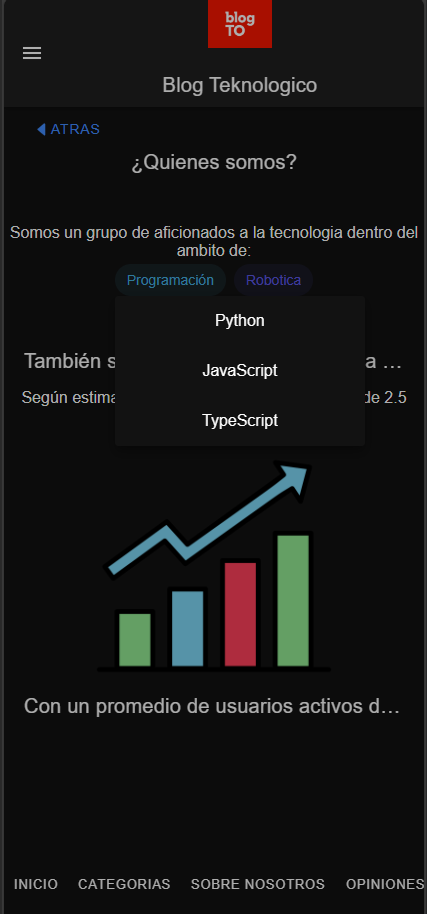 blog
TO
Blog Teknologico
ATRAS
¿Quienes somos?
Somos un grupo de aficionados a la tecnologia dentro del
ambito de:
Programación Robotica
Python
También s a ...
JavaScript
Según estima de 2.5
TypeScript
Con un promedio de usuarios activos d...
INICIO CATEGORIAS SOBRE NOSOTROS OPINIONES